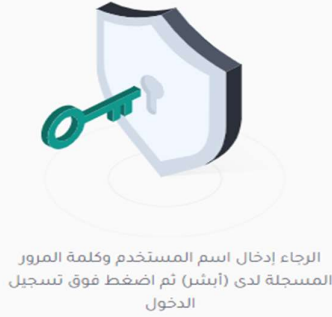 الرجاء إدخال اسم المستخدم وكلمة المرور
المسجلة لدى (أبشر) ثم اضغط فوق تسجيل
الدخول